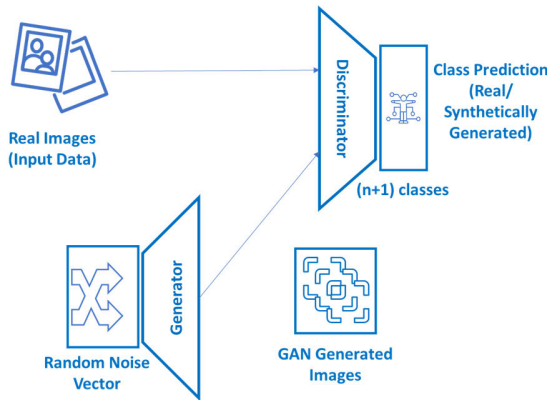 Real Images
(Input Data)
Discriminator
Class Prediction
(Real/
Synthetically
Generated)
(n+1) classes
Generator
Random Noise
Vector
GAN Generated
Images